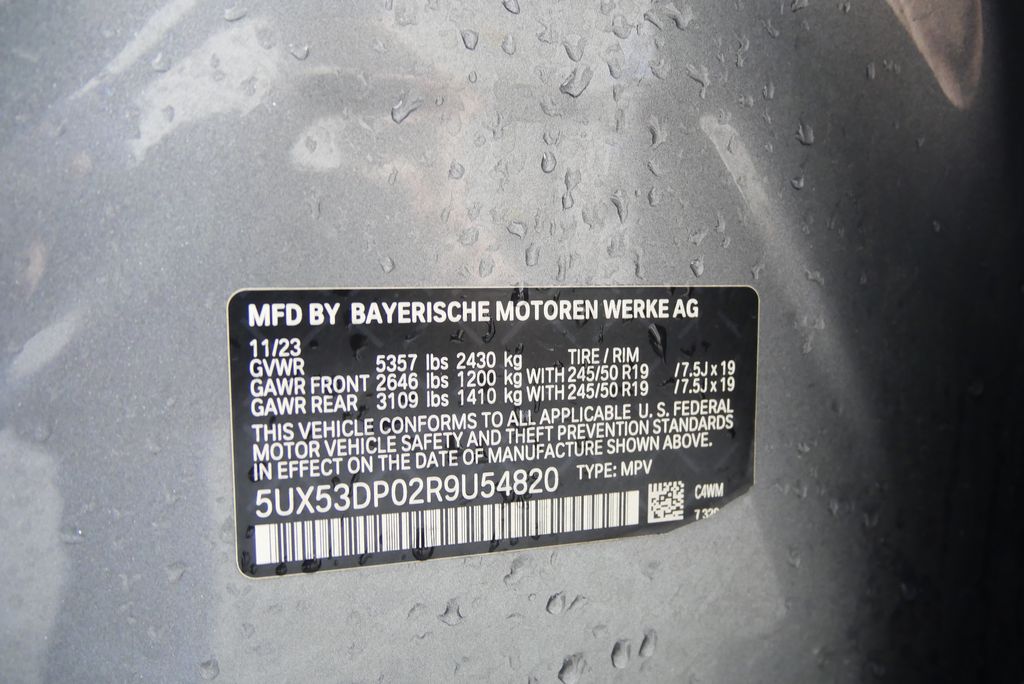 MFD BY BAYERISCHE MOTOREN WERKE AG
11/23
GVWR 5357 lbs 2430 kg TIRE / RIM
GAWR FRONT 2646 lbs 1200 kg WITH 245/50 R19 /7.5J x 19
GAWR REAR 3109 lbs 1410 kg WITH 245/50 R19 /7.5J x 19
THIS VEHICLE CONFORMS TO ALL APPLICABLE U. S. FEDERAL
MOTOR VEHICLE SAFETY AND THEFT PREVENTION STANDARDS
IN EFFECT ON THE DATE OF MANUFACTURE SHOWN ABOVE.
5UX53DP02R9U54820 TYPE: MPV
C4WM